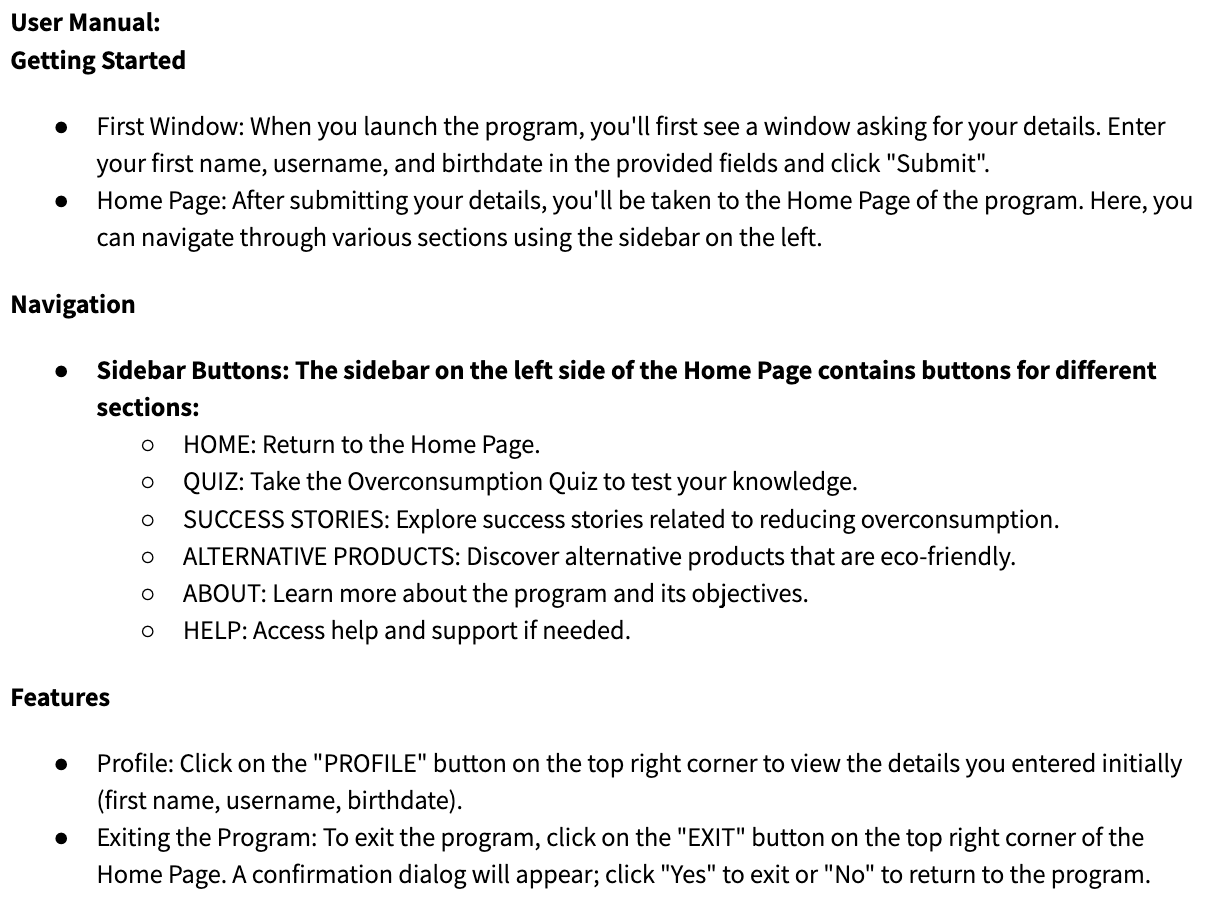 User Manual:
Getting Started
● First Window: When you launch the program, you'll first see a window asking for your details. Enter
your first name, username, and birthdate in the provided fields and click "Submit".
● Home Page: After submitting your details, you'll be taken to the Home Page of the program. Here, you
can navigate through various sections using the sidebar on the left.
Navigation
● Sidebar Buttons: The sidebar on the left side of the Home Page contains buttons for different
sections:
○ HOME: Return to the Home Page.
○ QUIZ: Take the Overconsumption Quiz to test your knowledge.
○ SUCCESS STORIES: Explore success stories related to reducing overconsumption.
○ ALTERNATIVE PRODUCTS: Discover alternative products that are eco-friendly.
○ ABOUT: Learn more about the program and its objectives.
○ HELP: Access help and support if needed.
Features
● Profile: Click on the "PROFILE" button on the top right corner to view the details you entered initially
(first name, username, birthdate).
● Exiting the Program: To exit the program, click on the "EXIT" button on the top right corner of the
Home Page. A confirmation dialog will appear; click "Yes" to exit or "No" to return to the program.